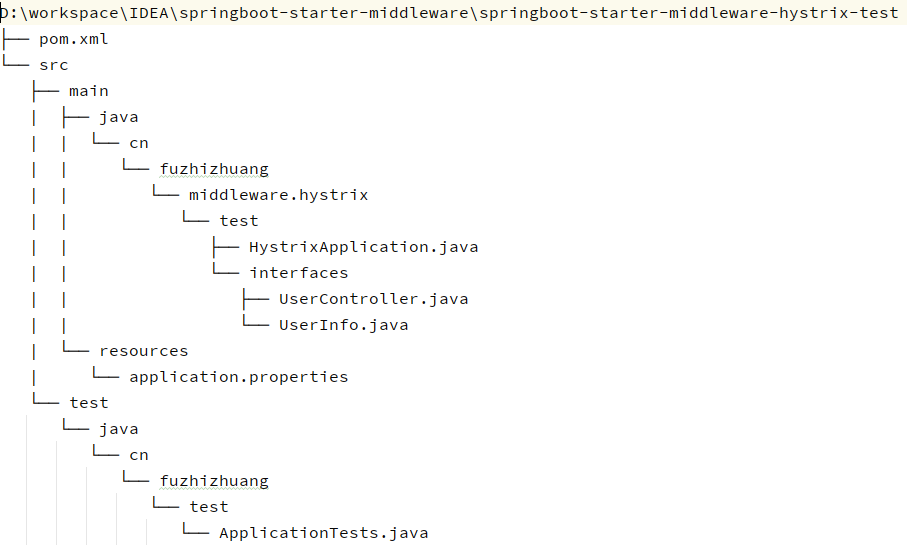 D:\workspace\IDEA\springboot-starter-middleware\springboot-starter-middleware-hystrix-test
├── pom.xml
└── src
    ├── main
    │   ├── java
    │   │   └── cn
    │   │       └── fuzhizhuang
    │   │           └── middleware.hystrix
    │   │               └── test
    │   │                   ├── HystrixApplication.java
    │   │                   └── interfaces
    │   │                       ├── UserController.java
    │   │                       └── UserInfo.java
    │   └── resources
    │       └── application.properties
    └── test
        └── java
            └── cn
                └── fuzhizhuang
                    └── test
                        └── ApplicationTests.java